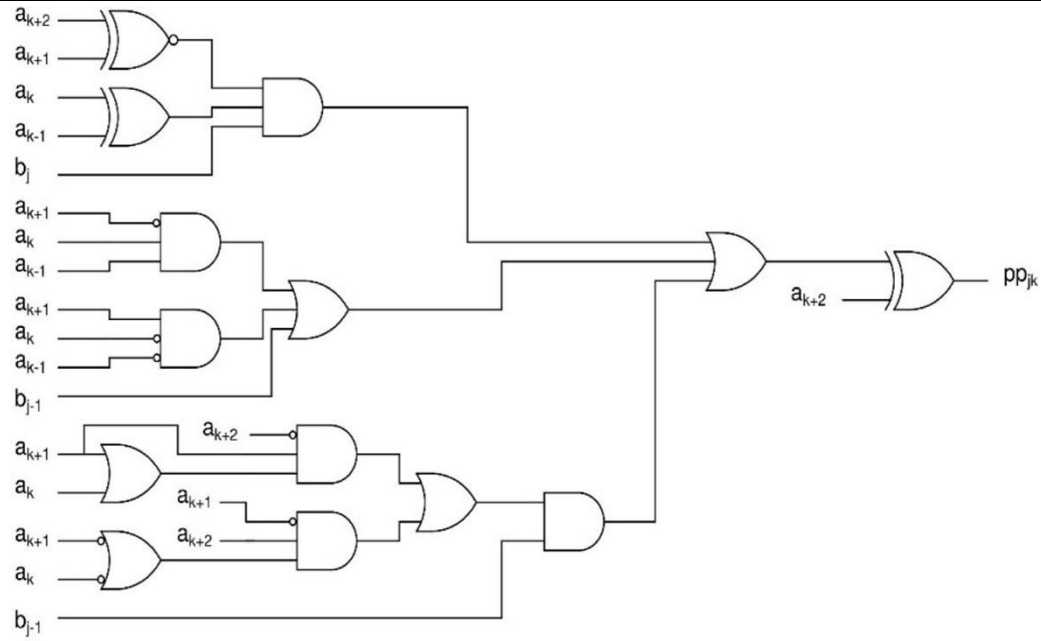 a_{k+2}
a_{k+1}
a_k
a_{k-1}
b_j
a_{k+1}
a_k
a_{k-1}
a_{k+1}
a_k
a_{k-1}
b_{j-1}
a_{k+2}
pp_{jk}
a_{k+1}
a_k
a_{k+2}
a_{k+1}
a_{k+2}
a_{k+1}
a_k
b_{j-1}